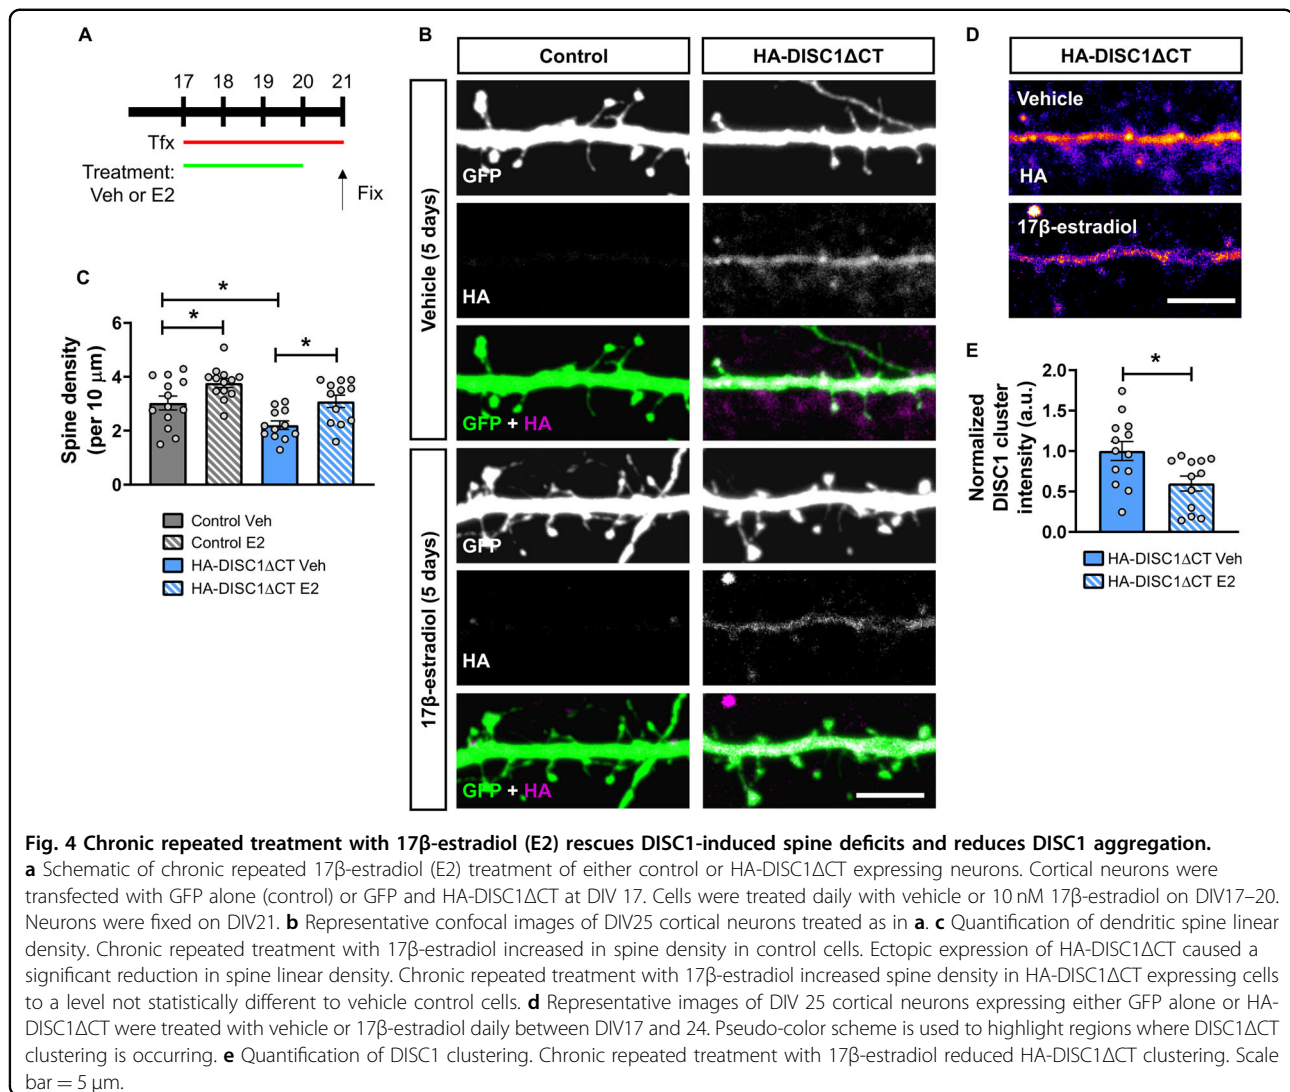 A
17 18 19 20 21
Tfx
Treatment:
Veh or E2
Fix
B
Control
HA-DISC1ΔCT
Vehicle (5 days)
GFP
HA
GFP + HA
17β-estradiol (5 days)
GFP
HA
GFP + HA
C
* * *
Spine density
(per 10 μm)
6
4
2
0
Control Veh
Control E2
HA-DISC1ΔCT Veh
HA-DISC1ΔCT E2
D
HA-DISC1ΔCT
Vehicle
HA
17β-estradiol
E
*
Normalized
DISC1 cluster
intensity (a.u.)
2.0
1.5
1.0
0.5
0.0
HA-DISC1ΔCT Veh
HA-DISC1ΔCT E2
Fig. 4 Chronic repeated treatment with 17β-estradiol (E2) rescues DISC1-induced spine deficits and reduces DISC1 aggregation.
a Schematic of chronic repeated 17β-estradiol (E2) treatment of either control or HA-DISC1ΔCT expressing neurons. Cortical neurons were
transfected with GFP alone (control) or GFP and HA-DISC1ΔCT at DIV 17. Cells were treated daily with vehicle or 10 nM 17β-estradiol on DIV17–20.
Neurons were fixed on DIV21. b Representative confocal images of DIV25 cortical neurons treated as in a. c Quantification of dendritic spine linear
density. Chronic repeated treatment with 17β-estradiol increased in spine density in control cells. Ectopic expression of HA-DISC1ΔCT caused a
significant reduction in spine linear density. Chronic repeated treatment with 17β-estradiol increased spine density in HA-DISC1ΔCT expressing cells
to a level not statistically different to vehicle control cells. d Representative images of DIV 25 cortical neurons expressing either GFP alone or HA-
DISC1ΔCT were treated with vehicle or 17β-estradiol daily between DIV17 and 24. Pseudo-color scheme is used to highlight regions where DISC1ΔCT
clustering is occurring. e Quantification of DISC1 clustering. Chronic repeated treatment with 17β-estradiol reduced HA-DISC1ΔCT clustering. Scale
bar = 5 μm.